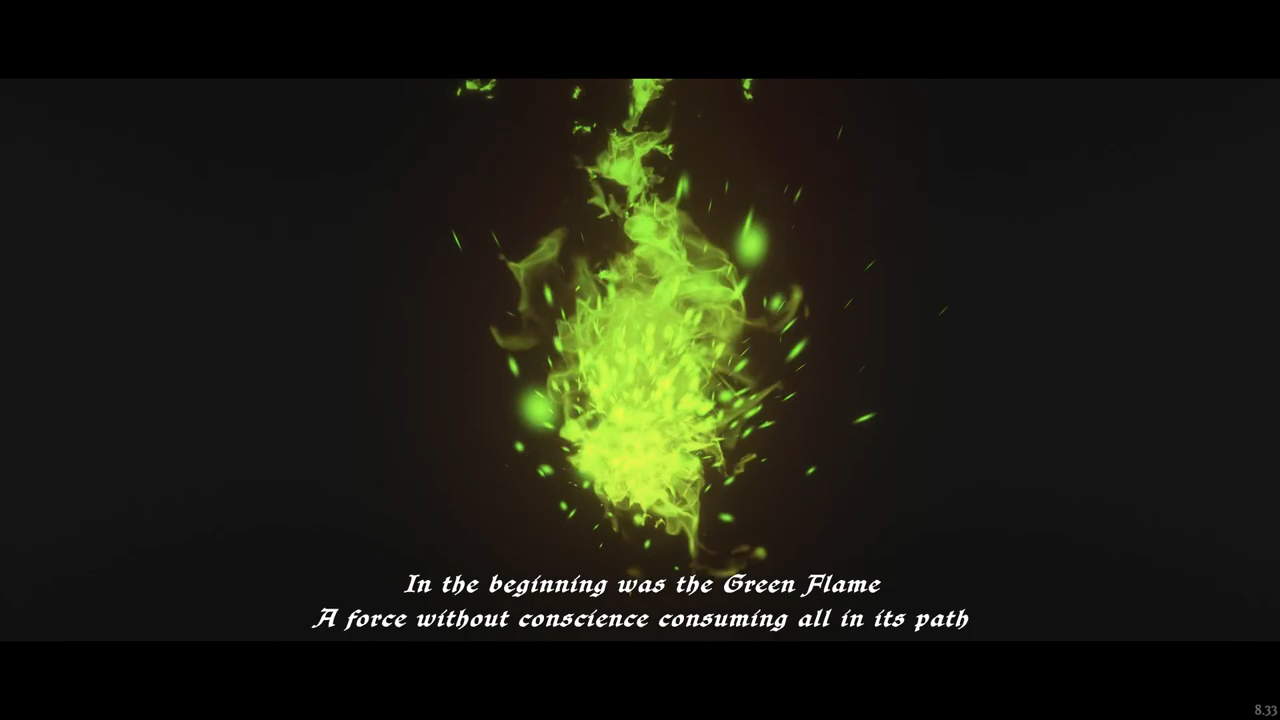 In the beginning was the Green Flame
A force without conscience consuming all in its path
8.33